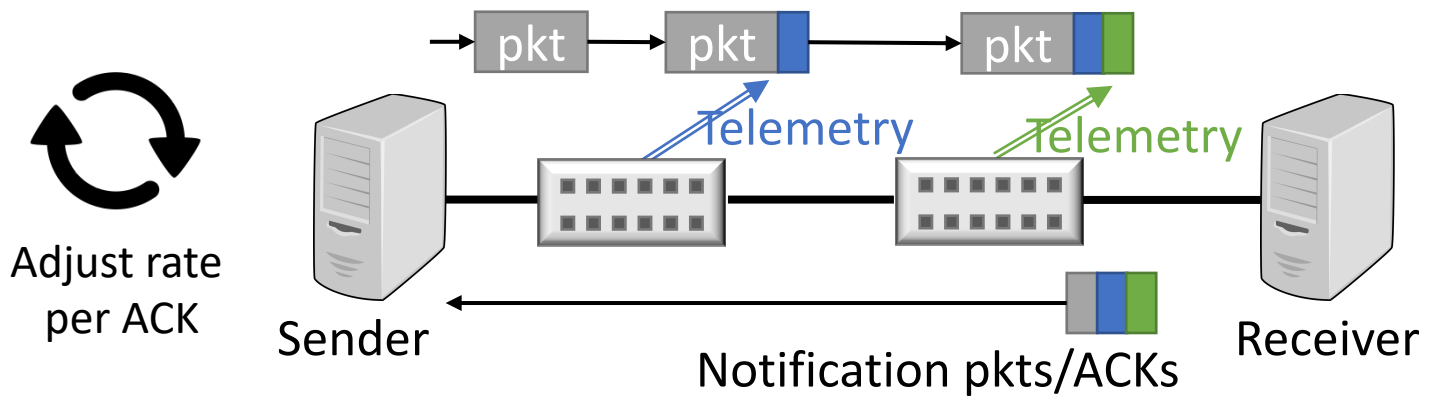 pkt
pkt
pkt
Telemetry
Telemetry
Adjust rate
per ACK
Sender
Receiver
Notification pkts/ACKs